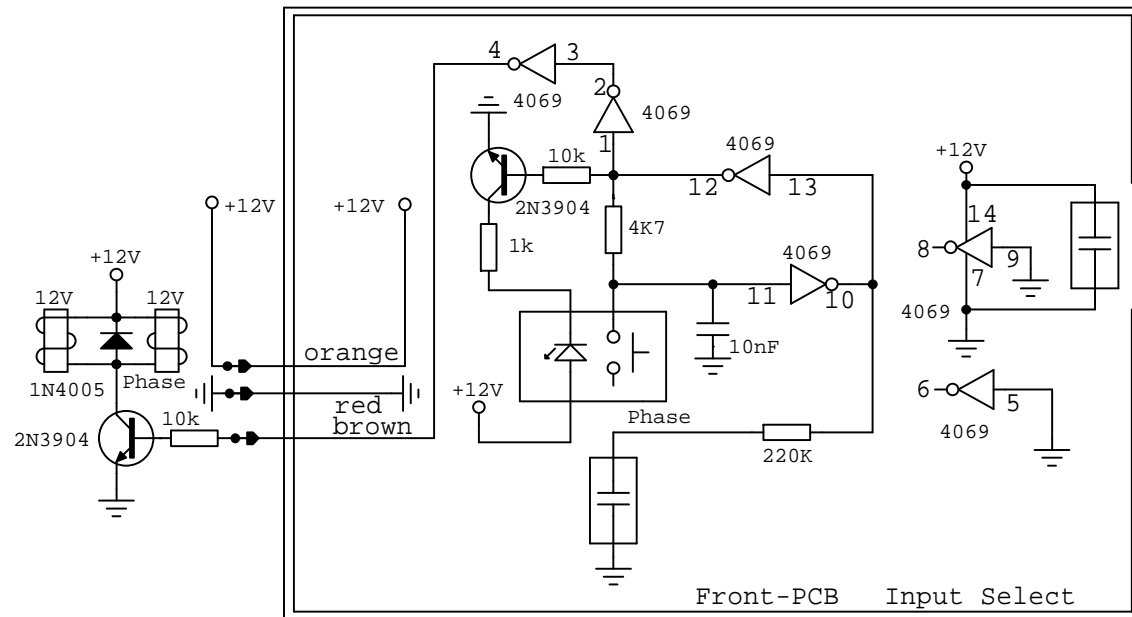 4
3
4069
2
4069
1
10k
4069
12
13
2N3904
+12V
+12V
1k
4K7
4069
11
10
10nF
+12V
14
8
9
7
4069
+12V
12V
12V
1N4005
Phase
orange
red
brown
2N3904
10k
+12V
Phase
220K
6
5
4069
Front-PCB Input Select